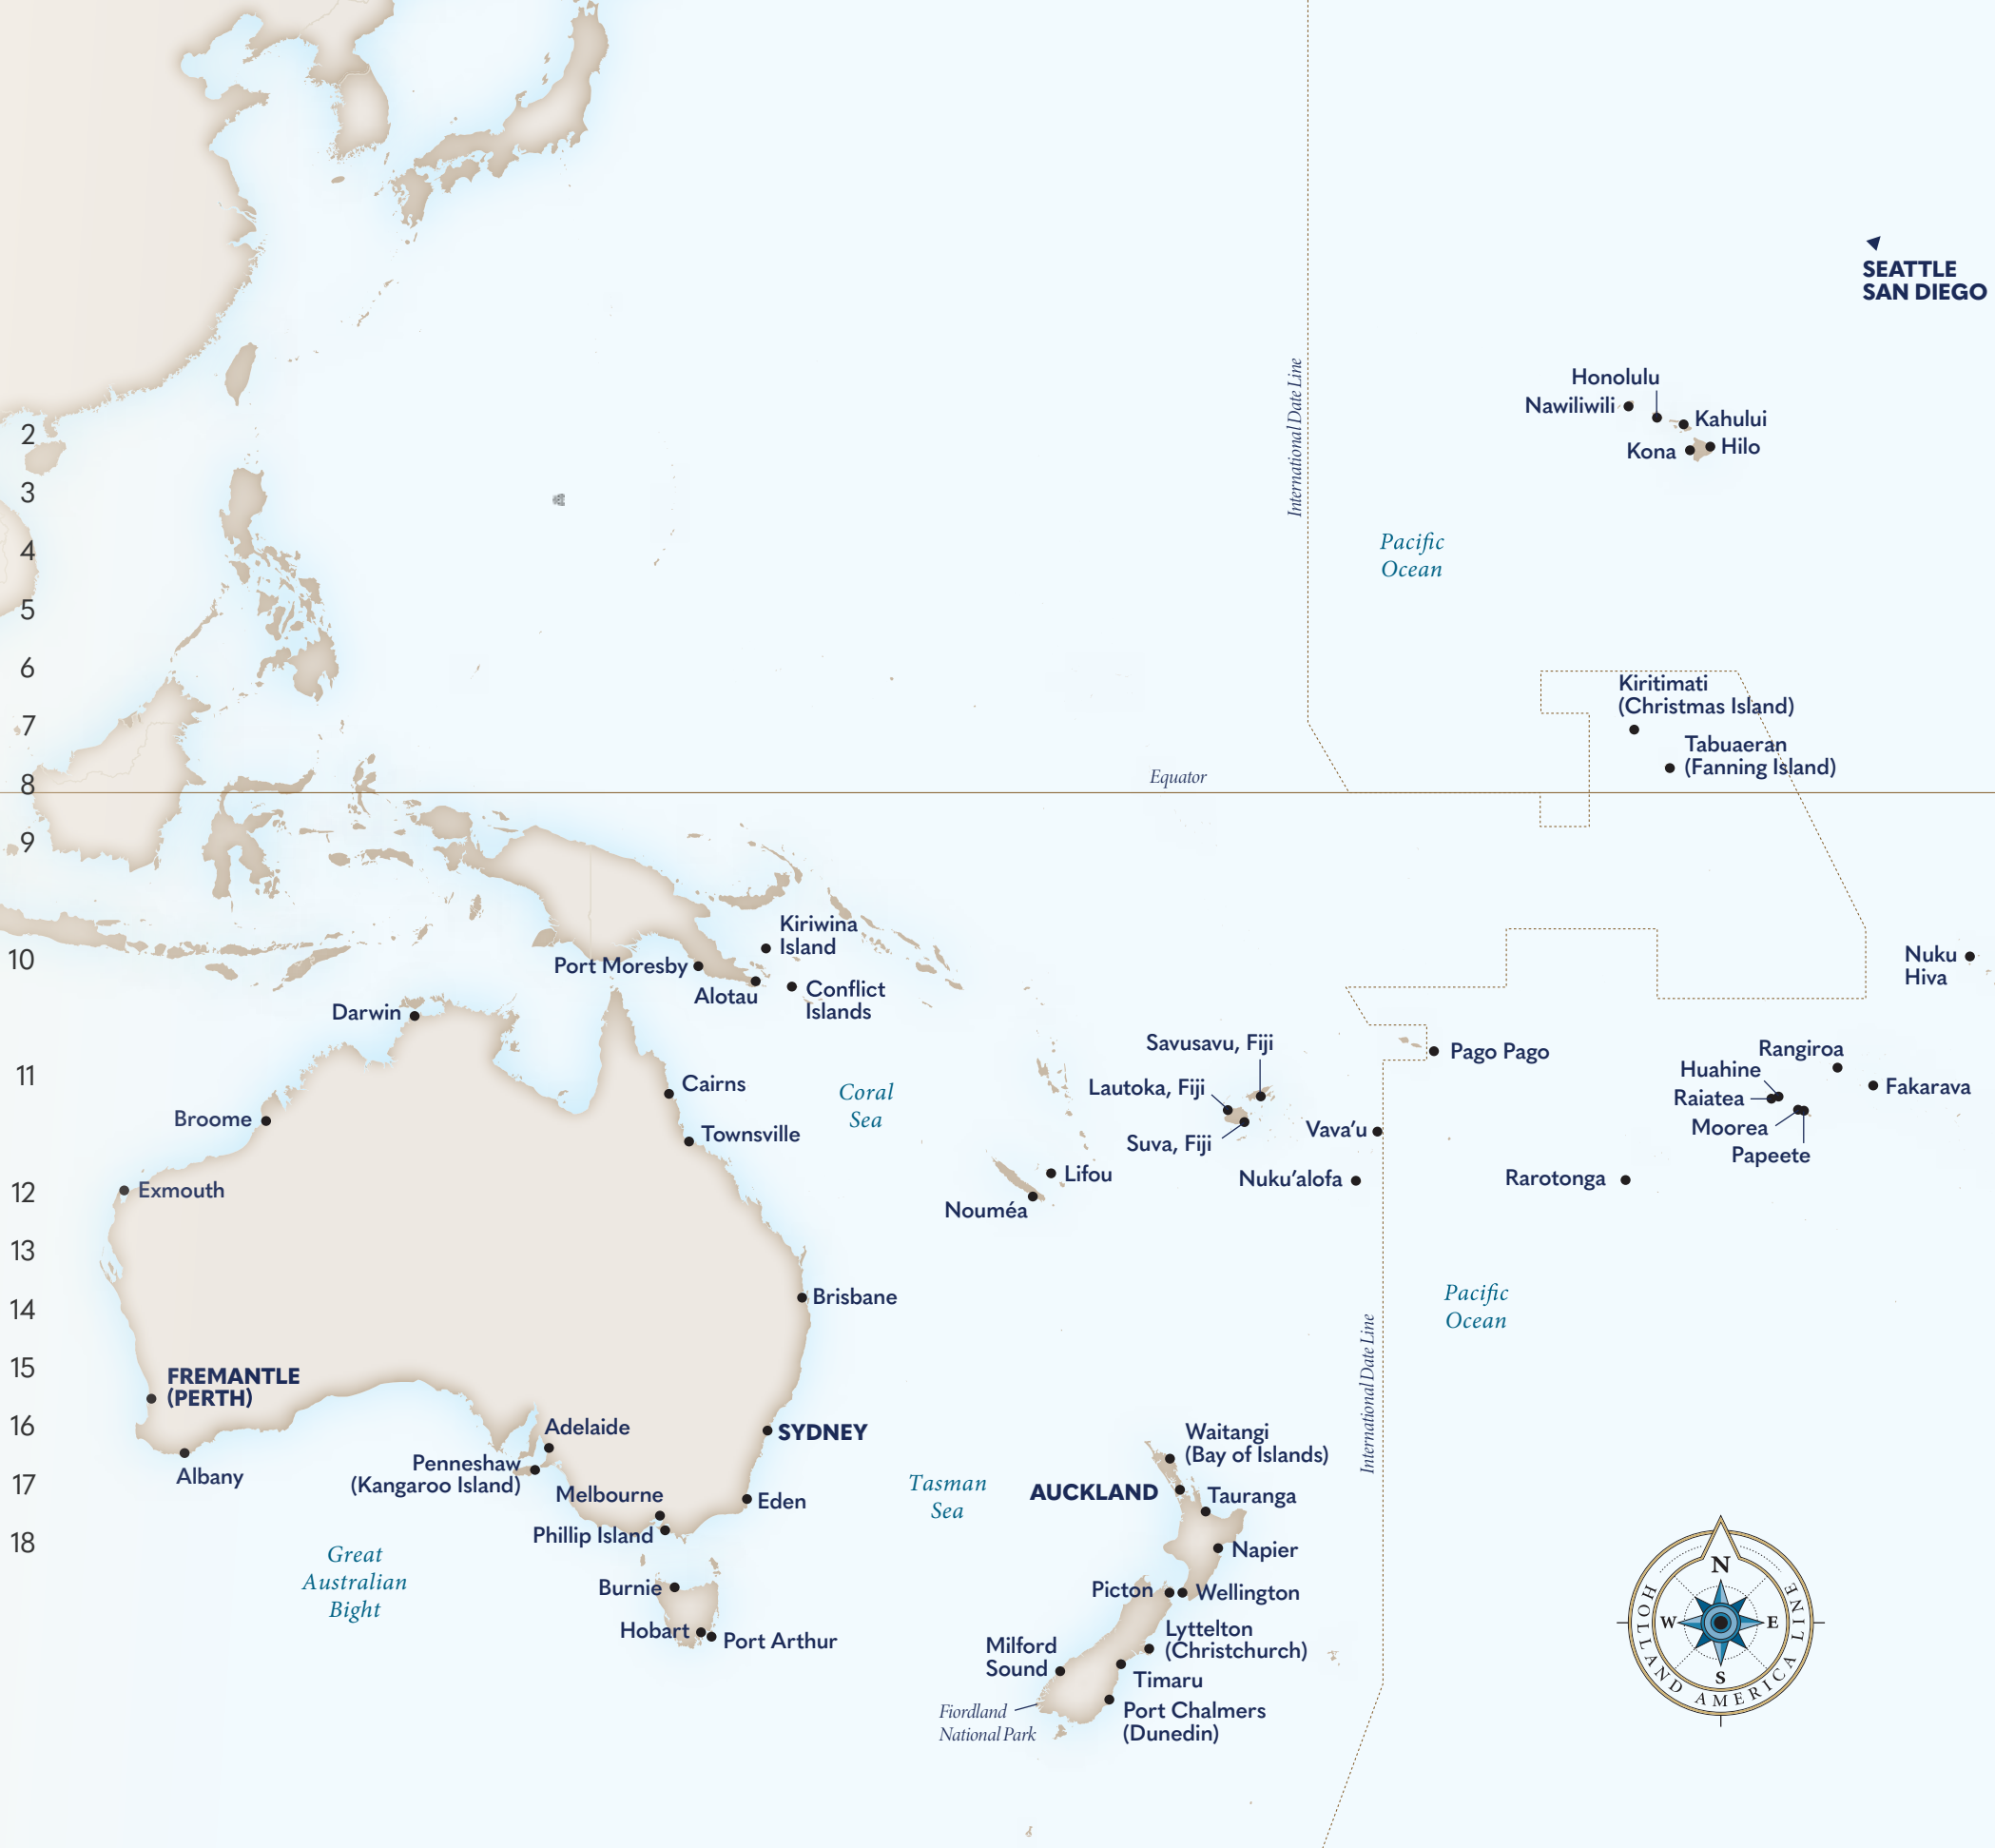 SEATTLE
SAN DIEGO
International Date Line
Honolulu
Nawiliwili
Kahului
Kona
Hilo
2
3
4
5
6
7
8
9
10
11
12
13
14
15
16
17
18
Pacific
Ocean
Kiritimati
(Christmas Island)
Tabuaeran
(Fanning Island)
Equator
Kiriwina
Island
Port Moresby
Alotau
Conflict
Islands
Nuku
Hiva
Darwin
Savusavu, Fiji
Pago Pago
Rangiroa
Huahine
Fakarava
Raiatea
Moorea
Papeete
Cairns
Coral
Sea
Lautoka, Fiji
Broome
Townsville
Suva, Fiji
Vava’u
Lifou
Nuku’alofa
Rarotonga
Exmouth
Nouméa
Brisbane
Pacific
Ocean
International Date Line
FREMANTLE
(PERTH)
Adelaide
SYDNEY
Waitangi
(Bay of Islands)
Albany
Penneshaw
(Kangaroo Island)
Melbourne
Eden
Tasman
Sea
AUCKLAND
Tauranga
Phillip Island
Great
Australian
Bight
Napier
Burnie
Picton
Wellington
Hobart
Port Arthur
Lyttelton
(Christchurch)
Milford
Sound
Timaru
Fiordland
National Park
Port Chalmers
(Dunedin)
N
W
E
S
HOLLAND AMERICA LINE